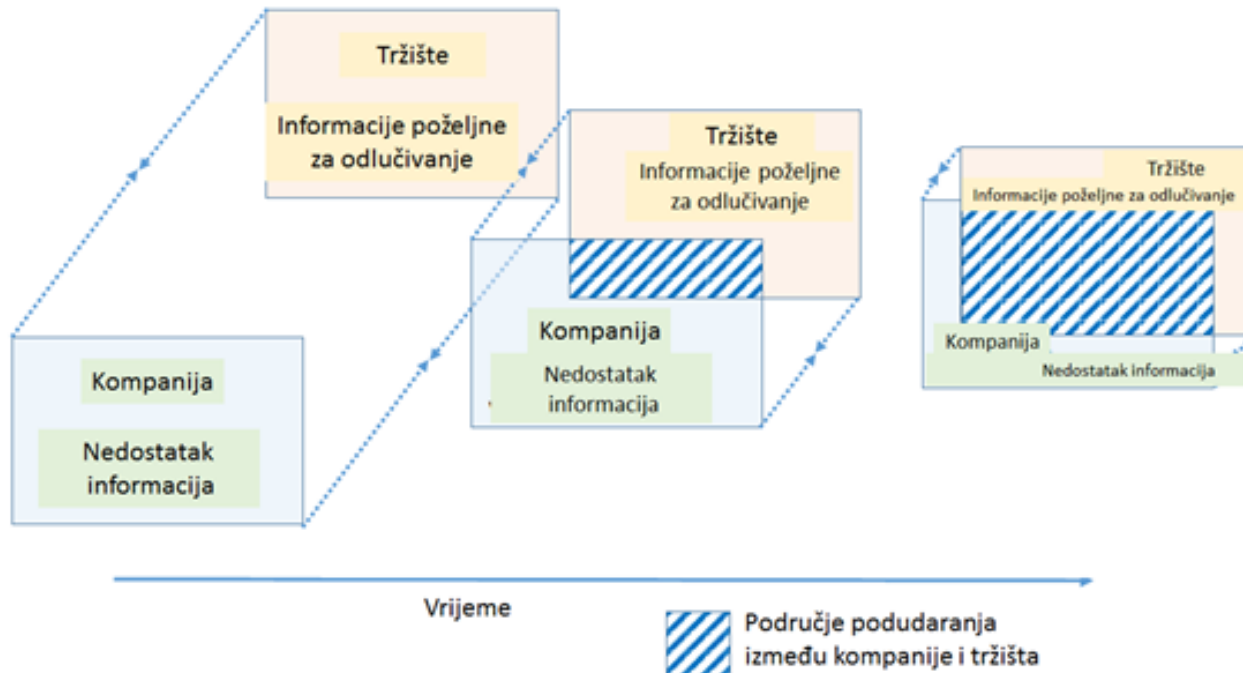 Tržište
Informacije poželjne
za odlučivanje
Kompanija
Nedostatak
informacija
Tržište
Informacije poželjne
za odlučivanje
Kompanija
Nedostatak
informacija
Tržište
Informacije poželjne za odlučivanje
Kompanija
Nedostatak informacija
Vrijeme
Područje podudaranja
između kompanije i tržišta